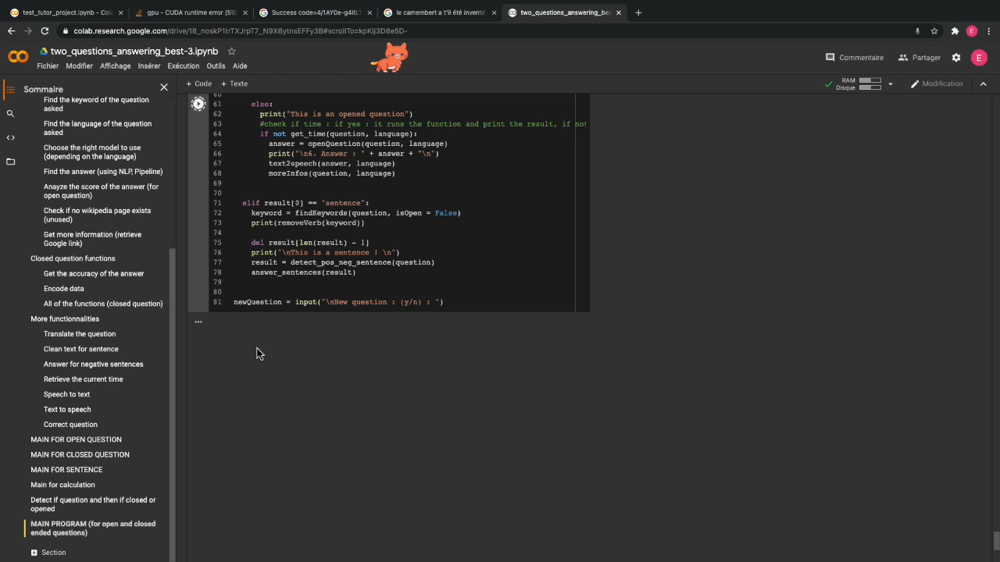 test_tutor_project.ipynb - Cola
gpu - CUDA runtime error (59)
Success code=4/1AY0e-g4itLT
le camembert a t'il été inventé
two_questions_answering_bes
colab.research.google.com/drive/
two_questions_answering_best-3.ipynb
Fichier Modifier Affichage Insérer Exécution Outils Aide
Commentaire Partager E
+ Code + Texte
RAM
Disque
Modification
Sommaire
Find the keyword of the question
asked
Find the language of the question
asked
Choose the right model to use
(depending on the language)
Find the answer (using NLP, Pipeline)
Anayze the score of the answer (for
open question)
Check if no wikipedia page exists
(unused)
Get more information (retrieve
Google link)
Closed question functions
Get the accuracy of the answer
Encode data
All of the functions (closed question)
More functionnalities
Translate the question
Clean text for sentence
Answer for negative sentences
Retrieve the current time
Speech to text
Text to speech
Correct question
MAIN FOR OPEN QUESTION
MAIN FOR CLOSED QUESTION
MAIN FOR SENTENCE
Main for calculation
Detect if question and then if closed or
opened
MAIN PROGRAM (for open and closed
ended questions)
Section
60
61 else:
62 print("This is an opened question")
63 #check if time : if yes : it runs the function and print the result, if not
64 if not get_time(question, language):
65 answer = openQuestion(question, language)
66 print("\n6. Answer : " + answer + "\n")
67 text2speech(answer, language)
68 moreInfos(question, language)
69
70
71 elif result[0] == "sentence":
72 keyword = findKeywords(question, isOpen = False)
73 print(removeVerb(keyword))
74
75 del result[len(result) - 1]
76 print("\nThis is a sentence ! \n")
77 result = detect_pos_neg_sentence(question)
78 answer_sentences(result)
79
80
81 newQuestion = input("\nNew question : (y/n) : ")
...